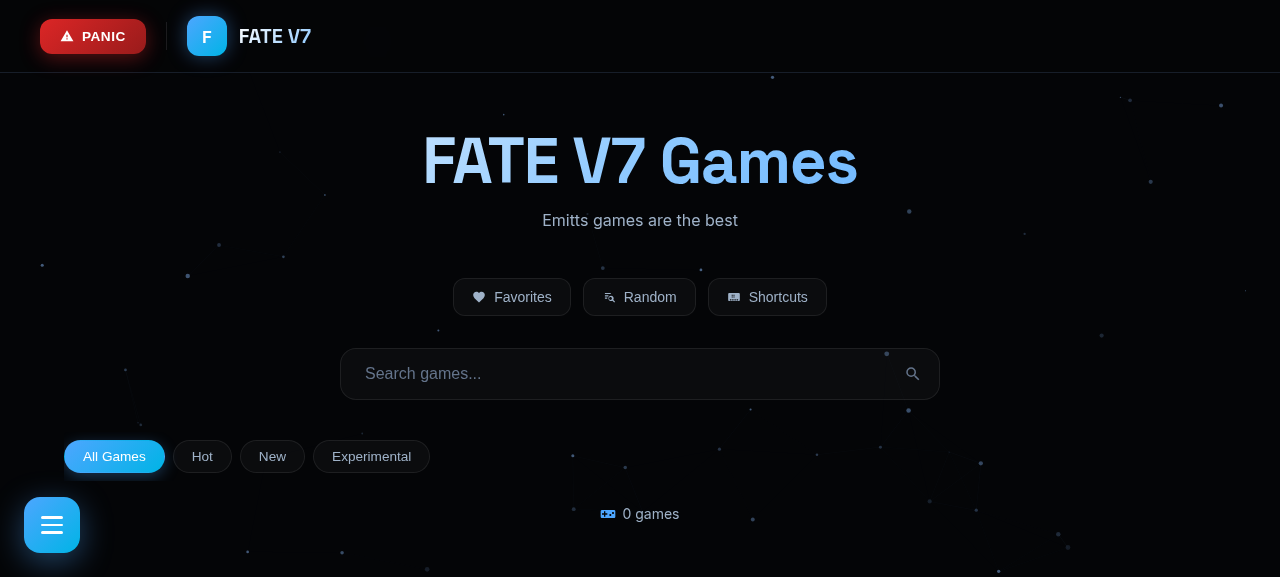 PANIC
F
FATE V7
FATE V7 Games
Emitts games are the best
Favorites
Random
Shortcuts
Search games...
All Games
Hot
New
Experimental
0 games